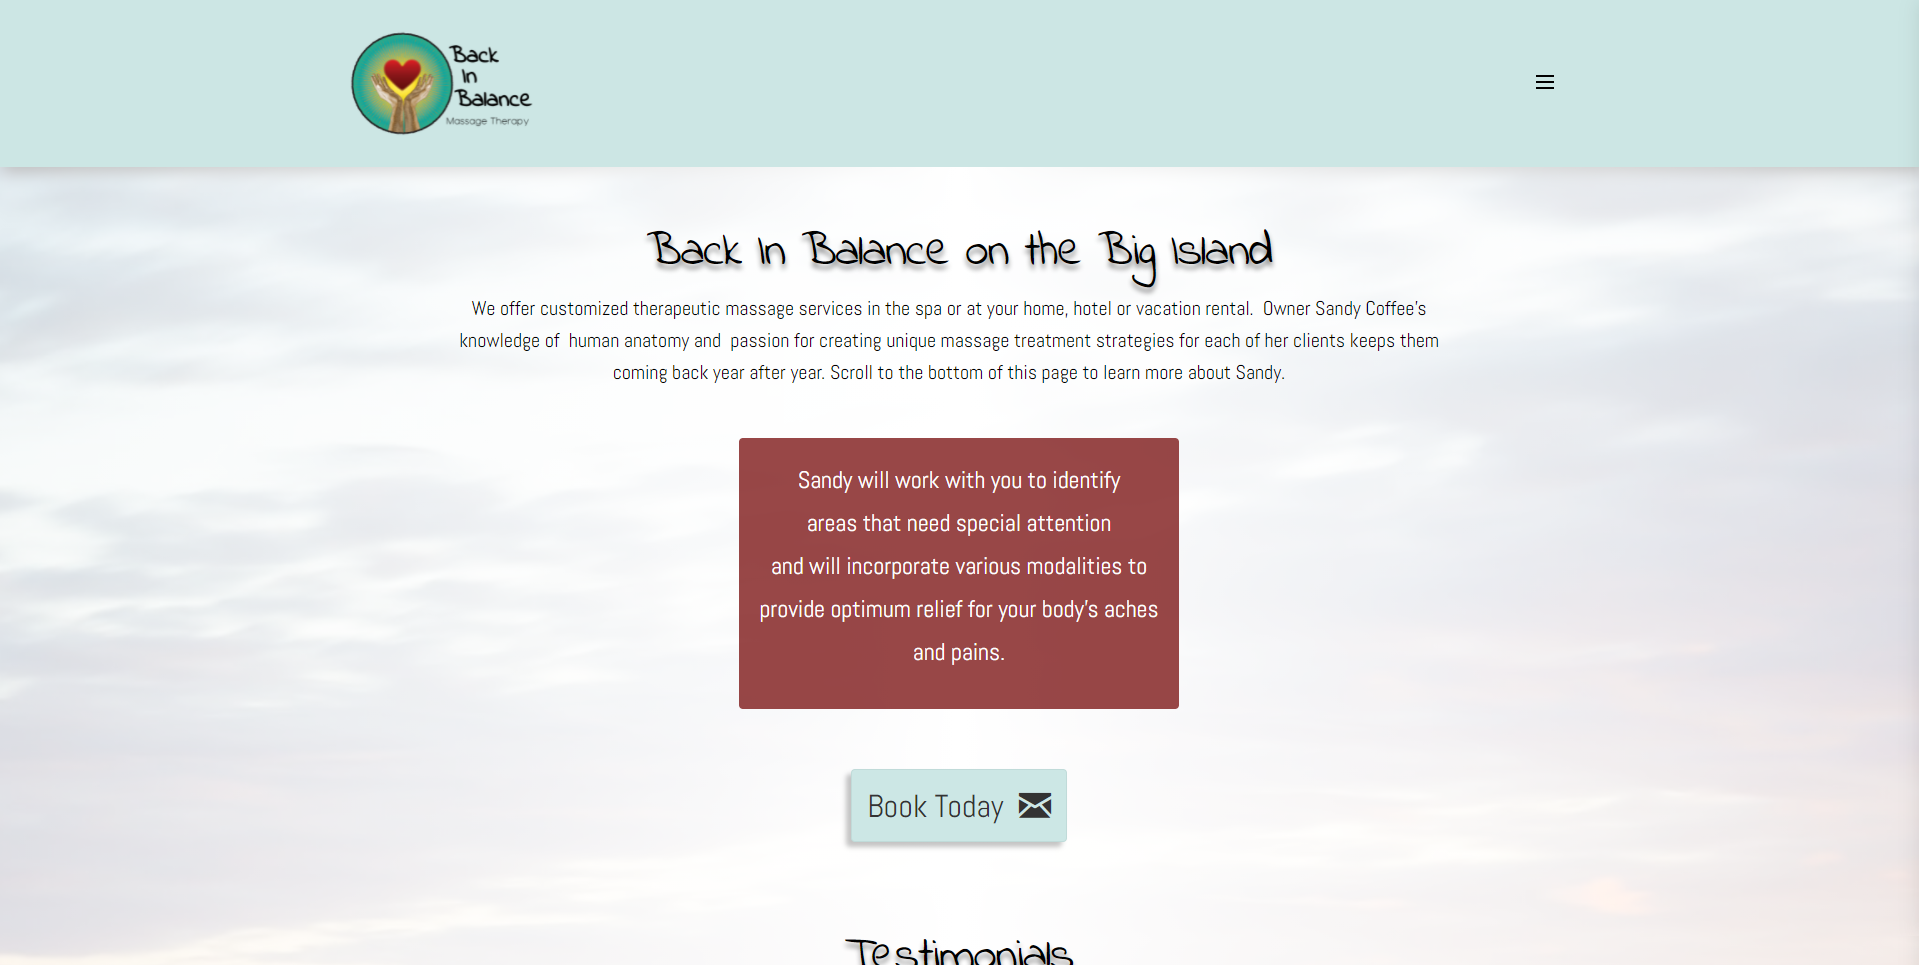 Back
In
Balance
Massage Therapy
Back In Balance on the Big Island
We offer customized therapeutic massage services in the spa or at your home, hotel or vacation rental.  Owner Sandy Coffee's
knowledge of  human anatomy and  passion for creating unique massage treatment strategies for each of her clients keeps them
coming back year after year. Scroll to the bottom of this page to learn more about Sandy.
Sandy will work with you to identify
areas that need special attention
and will incorporate various modalities to
provide optimum relief for your body's aches
and pains.
Book Today
Testimonials